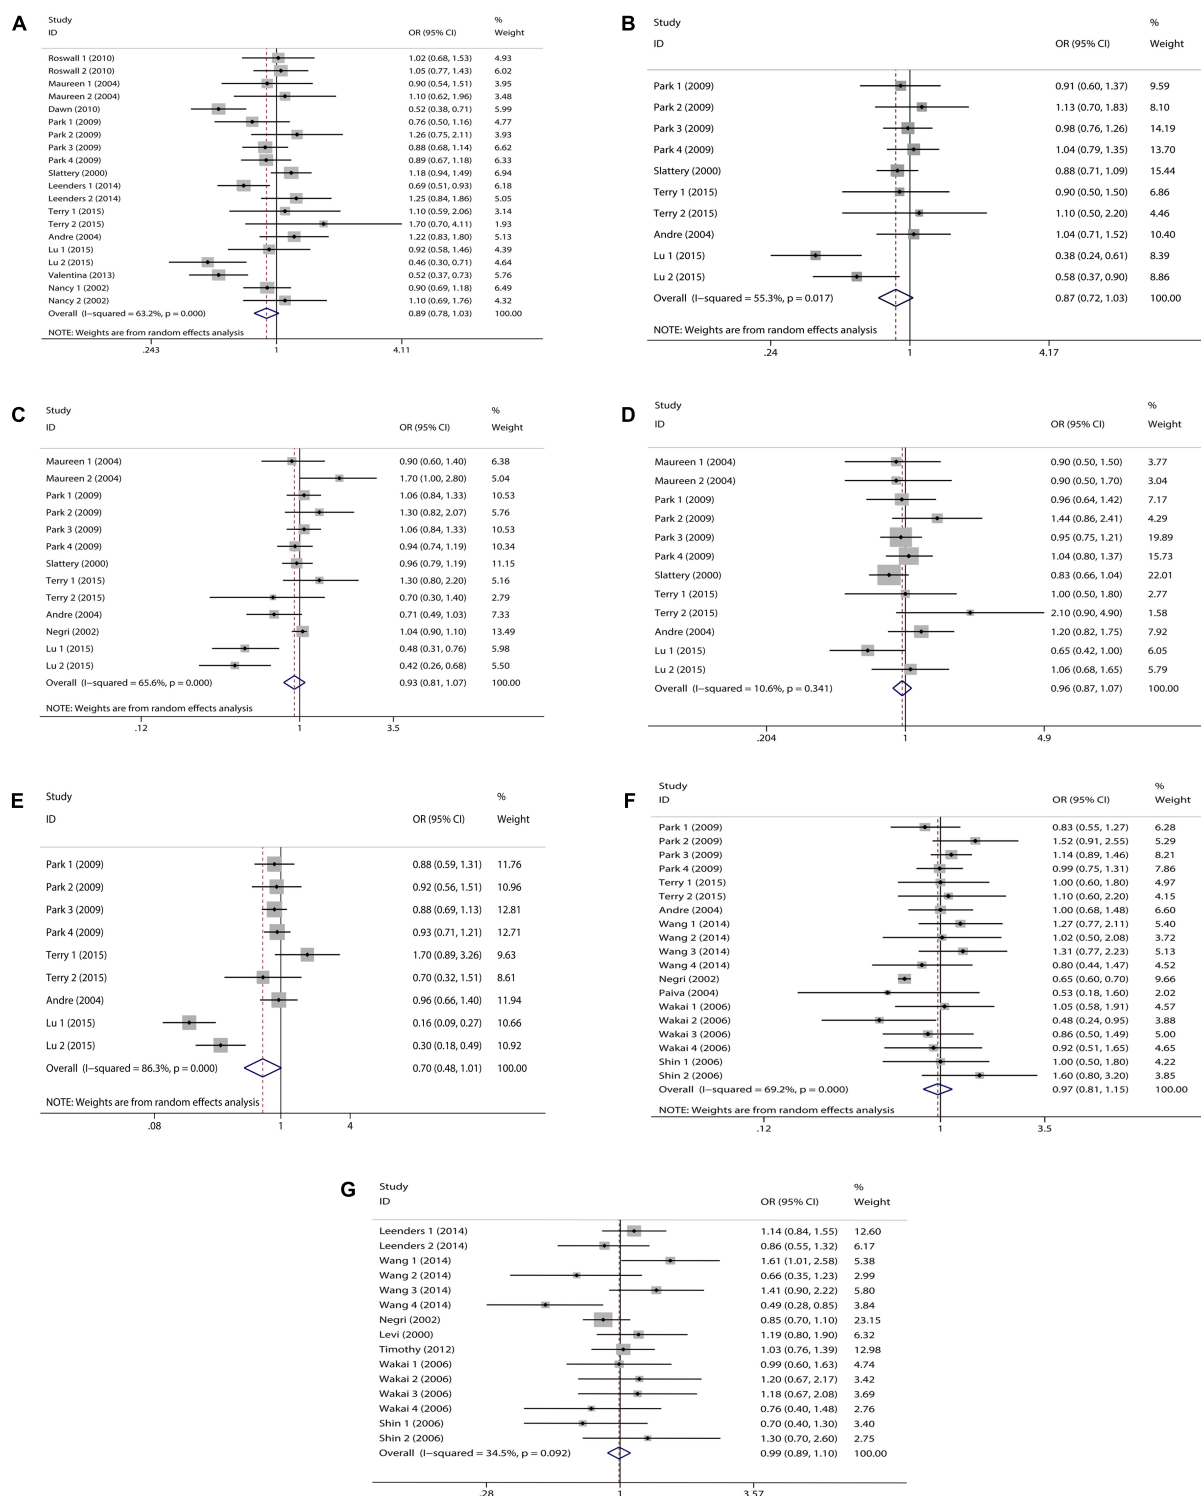 A
Study %
ID OR (95% CI) Weight
Roswall 1 (2010) 1.02 (0.68, 1.53) 4.93
Roswall 2 (2010) 1.05 (0.77, 1.43) 6.02
Maureen 1 (2004) 0.90 (0.54, 1.51) 3.95
Maureen 2 (2004) 1.10 (0.62, 1.96) 3.48
Dawn (2010) 0.52 (0.38, 0.71) 5.99
Park 1 (2009) 0.76 (0.50, 1.16) 4.77
Park 2 (2009) 1.26 (0.75, 2.11) 3.93
Park 3 (2009) 0.88 (0.68, 1.14) 6.62
Park 4 (2009) 0.89 (0.67, 1.18) 6.33
Slattery (2000) 1.18 (0.94, 1.49) 6.94
Leenders 1 (2014) 0.69 (0.51, 0.93) 6.18
Leenders 2 (2014) 1.25 (0.84, 1.86) 5.05
Terry 1 (2015) 1.10 (0.59, 2.06) 3.14
Terry 2 (2015) 1.70 (0.70, 4.11) 1.93
Andre (2004) 1.22 (0.83, 1.80) 5.13
Lu 1 (2015) 0.92 (0.58, 1.46) 4.39
Lu 2 (2015) 0.46 (0.30, 0.71) 4.64
Valentina (2013) 0.52 (0.37, 0.73) 5.76
Nancy 1 (2002) 0.90 (0.69, 1.18) 6.49
Nancy 2 (2002) 1.10 (0.69, 1.76) 4.32
Overall (I−squared = 63.2%, p = 0.000) 0.89 (0.78, 1.03) 100.00
NOTE: Weights are from random effects analysis
.243 1 4.11
B
Study %
ID OR (95% CI) Weight
Park 1 (2009) 0.91 (0.60, 1.37) 9.59
Park 2 (2009) 1.13 (0.70, 1.83) 8.10
Park 3 (2009) 0.98 (0.76, 1.26) 14.19
Park 4 (2009) 1.04 (0.79, 1.35) 13.70
Slattery (2000) 0.88 (0.71, 1.09) 15.44
Terry 1 (2015) 0.90 (0.50, 1.50) 6.86
Terry 2 (2015) 1.10 (0.50, 2.20) 4.46
Andre (2004) 1.04 (0.71, 1.52) 10.40
Lu 1 (2015) 0.38 (0.24, 0.61) 8.39
Lu 2 (2015) 0.58 (0.37, 0.90) 8.86
Overall (I−squared = 55.3%, p = 0.017) 0.87 (0.72, 1.03) 100.00
NOTE: Weights are from random effects analysis
.24 1 4.17
C
Study %
ID OR (95% CI) Weight
Maureen 1 (2004) 0.90 (0.60, 1.40) 6.38
Maureen 2 (2004) 1.70 (1.00, 2.80) 5.04
Park 1 (2009) 1.06 (0.84, 1.33) 10.53
Park 2 (2009) 1.30 (0.82, 2.07) 5.76
Park 3 (2009) 1.06 (0.84, 1.33) 10.53
Park 4 (2009) 0.94 (0.74, 1.19) 10.34
Slattery (2000) 0.96 (0.79, 1.19) 11.15
Terry 1 (2015) 1.30 (0.80, 2.20) 5.16
Terry 2 (2015) 0.70 (0.30, 1.40) 2.79
Andre (2004) 0.71 (0.49, 1.03) 7.33
Negri (2002) 1.04 (0.90, 1.10) 13.49
Lu 1 (2015) 0.48 (0.31, 0.76) 5.98
Lu 2 (2015) 0.42 (0.26, 0.68) 5.50
Overall (I−squared = 65.6%, p = 0.000) 0.93 (0.81, 1.07) 100.00
NOTE: Weights are from random effects analysis
.12 1 3.5
D
Study %
ID OR (95% CI) Weight
Maureen 1 (2004) 0.90 (0.50, 1.50) 3.77
Maureen 2 (2004) 0.90 (0.50, 1.70) 3.04
Park 1 (2009) 0.96 (0.64, 1.42) 7.17
Park 2 (2009) 1.44 (0.86, 2.41) 4.29
Park 3 (2009) 0.95 (0.75, 1.21) 19.89
Park 4 (2009) 1.04 (0.80, 1.37) 15.73
Slattery (2000) 0.83 (0.66, 1.04) 22.01
Terry 1 (2015) 1.00 (0.50, 1.80) 2.77
Terry 2 (2015) 2.10 (0.90, 4.90) 1.58
Andre (2004) 1.20 (0.82, 1.75) 7.92
Lu 1 (2015) 0.65 (0.42, 1.00) 6.05
Lu 2 (2015) 1.06 (0.68, 1.65) 5.79
Overall (I−squared = 10.6%, p = 0.341) 0.96 (0.87, 1.07) 100.00
.204 1 4.9
E
Study %
ID OR (95% CI) Weight
Park 1 (2009) 0.88 (0.59, 1.31) 11.76
Park 2 (2009) 0.92 (0.56, 1.51) 10.96
Park 3 (2009) 0.88 (0.69, 1.13) 12.81
Park 4 (2009) 0.93 (0.71, 1.21) 12.71
Terry 1 (2015) 1.70 (0.89, 3.26) 9.63
Terry 2 (2015) 0.70 (0.32, 1.51) 8.61
Andre (2004) 0.96 (0.66, 1.40) 11.94
Lu 1 (2015) 0.16 (0.09, 0.27) 10.66
Lu 2 (2015) 0.30 (0.18, 0.49) 10.92
Overall (I−squared = 86.3%, p = 0.000) 0.70 (0.48, 1.01) 100.00
NOTE: Weights are from random effects analysis
.08 1 4
F
Study %
ID OR (95% CI) Weight
Park 1 (2009) 0.83 (0.55, 1.27) 6.28
Park 2 (2009) 1.52 (0.91, 2.55) 5.29
Park 3 (2009) 1.14 (0.89, 1.46) 8.21
Park 4 (2009) 0.99 (0.75, 1.31) 7.86
Terry 1 (2015) 1.00 (0.60, 1.80) 4.97
Terry 2 (2015) 1.10 (0.60, 2.20) 4.15
Andre (2004) 1.00 (0.68, 1.48) 6.60
Wang 1 (2014) 1.27 (0.77, 2.11) 5.40
Wang 2 (2014) 1.02 (0.50, 2.08) 3.72
Wang 3 (2014) 1.31 (0.77, 2.23) 5.13
Wang 4 (2014) 0.80 (0.44, 1.47) 4.52
Negri (2002) 0.65 (0.60, 0.70) 9.66
Paiva (2004) 0.53 (0.18, 1.60) 2.02
Wakai 1 (2006) 1.05 (0.58, 1.91) 4.57
Wakai 2 (2006) 0.48 (0.24, 0.95) 3.88
Wakai 3 (2006) 0.86 (0.50, 1.49) 5.00
Wakai 4 (2006) 0.92 (0.51, 1.65) 4.65
Shin 1 (2006) 1.00 (0.50, 1.80) 4.22
Shin 2 (2006) 1.60 (0.80, 3.20) 3.85
Overall (I−squared = 69.2%, p = 0.000) 0.97 (0.81, 1.15) 100.00
NOTE: Weights are from random effects analysis
.12 1 3.5
G
Study %
ID OR (95% CI) Weight
Leenders 1 (2014) 1.14 (0.84, 1.55) 12.60
Leenders 2 (2014) 0.86 (0.55, 1.32) 6.17
Wang 1 (2014) 1.61 (1.01, 2.58) 5.38
Wang 2 (2014) 0.66 (0.35, 1.23) 2.99
Wang 3 (2014) 1.41 (0.90, 2.22) 5.80
Wang 4 (2014) 0.49 (0.28, 0.85) 3.84
Negri (2002) 0.85 (0.70, 1.10) 23.15
Levi (2000) 1.19 (0.80, 1.90) 6.32
Timothy (2012) 1.03 (0.76, 1.39) 12.98
Wakai 1 (2006) 0.99 (0.60, 1.63) 4.74
Wakai 2 (2006) 1.20 (0.67, 2.17) 3.42
Wakai 3 (2006) 1.18 (0.67, 2.08) 3.69
Wakai 4 (2006) 0.76 (0.40, 1.48) 2.76
Shin 1 (2006) 0.70 (0.40, 1.30) 3.40
Shin 2 (2006) 1.30 (0.70, 2.60) 2.75
Overall (I−squared = 34.5%, p = 0.092) 0.99 (0.89, 1.10) 100.00
.28 1 3.57